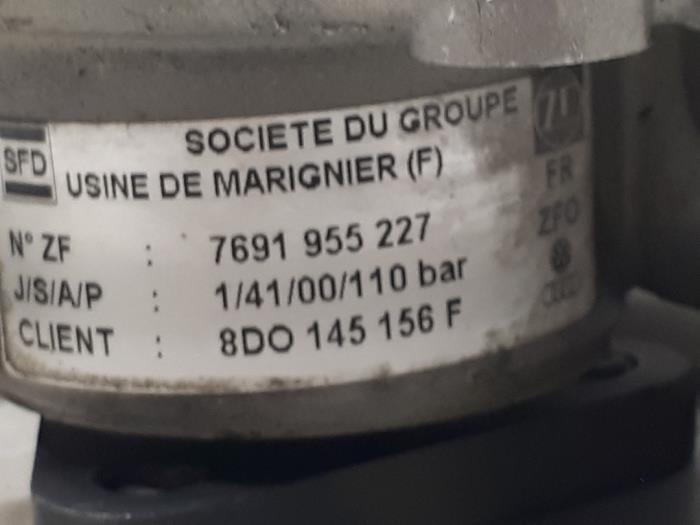 SFD
SOCIETE DU GROUPE
ZF
USINE DE MARIGNIER (F)
FR
N° ZF : 7691 955 227
ZFO
J/S/A/P : 1/41/00/110 bar
CLIENT : 8DO 145 156 F